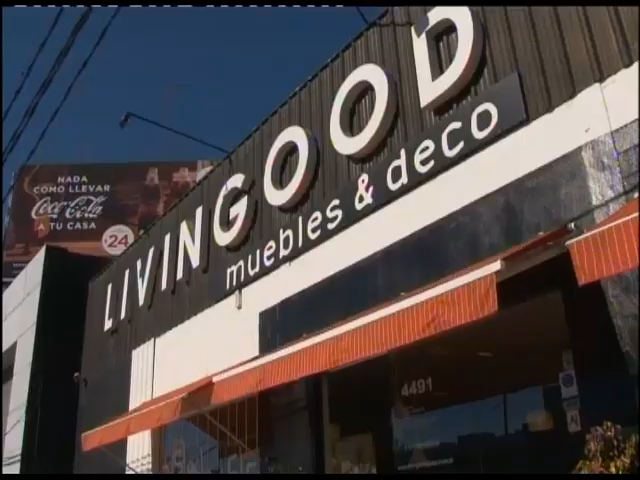 LIVINGOOD
muebles & deco
NADA
COMO LLEVAR
Coca-Cola
A TU CASA
$24
4491